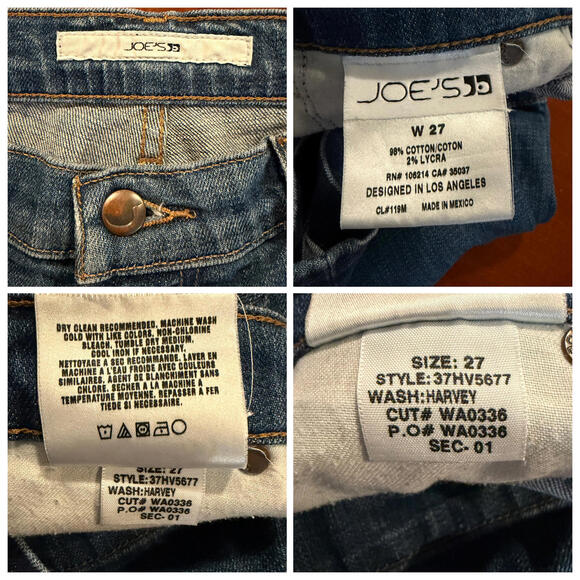 JOE'S
JOE'S
W 27
98% COTTON/COTON
2% LYCRA
RN# 106214 CA# 35037
DESIGNED IN LOS ANGELES
CL#119M MADE IN MEXICO
DRY CLEAN RECOMMENDED. MACHINE WASH
COLD WITH LIKE COLORS. NON-CHLORINE
BLEACH. TUMBLE DRY MEDIUM.
COOL IRON IF NECESSARY.
NETTOYAGE A SEC RECOMMANDE. LAVER EN
MACHINE A L'EAU FROIDE AVEC COULEURS
SIMILAIRES. AGENT DE BLANCHIMENT SANS
CHLORE. SECHER A LA MACHINE A
TEMPERATURE MOYENNE. REPASSER A FER
TIEDE SI NECESSAIRE.
SIZE: 27
STYLE: 37HV5677
WASH: HARVEY
CUT# WA0336
P.O# WA0336
SEC- 01
SIZE: 27
STYLE: 37HV5677
WASH: HARVEY
CUT# WA0336
P.O# WA0336
SEC- 01